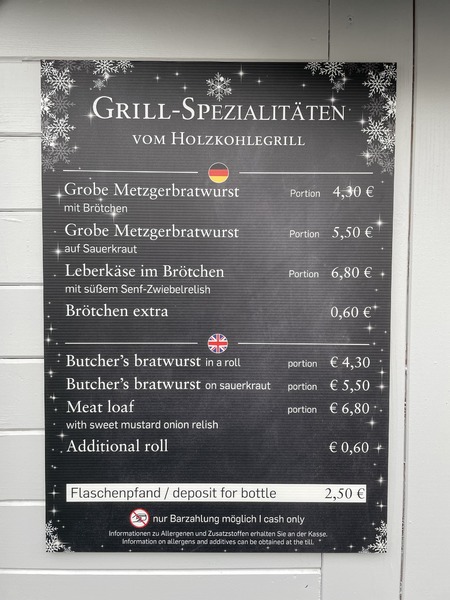 GRILL-SPEZIALITÄTEN
VOM HOLZKOHLEGRILL
Grobe Metzgerbratwurst Portion 4,30 €
mit Brötchen
Grobe Metzgerbratwurst Portion 5,50 €
auf Sauerkraut
Leberkäse im Brötchen Portion 6,80 €
mit süßem Senf-Zwiebelrelish
Brötchen extra 0,60 €
Butcher's bratwurst in a roll portion € 4,30
Butcher's bratwurst on sauerkraut portion € 5,50
Meat loaf portion € 6,80
with sweet mustard onion relish
Additional roll € 0,60
Flaschenpfand / deposit for bottle 2,50 €
nur Barzahlung möglich I cash only
Informationen zu Allergenen und Zusatzstoffen erhalten Sie an der Kasse.
Information on allergens and additives can be obtained at the till.